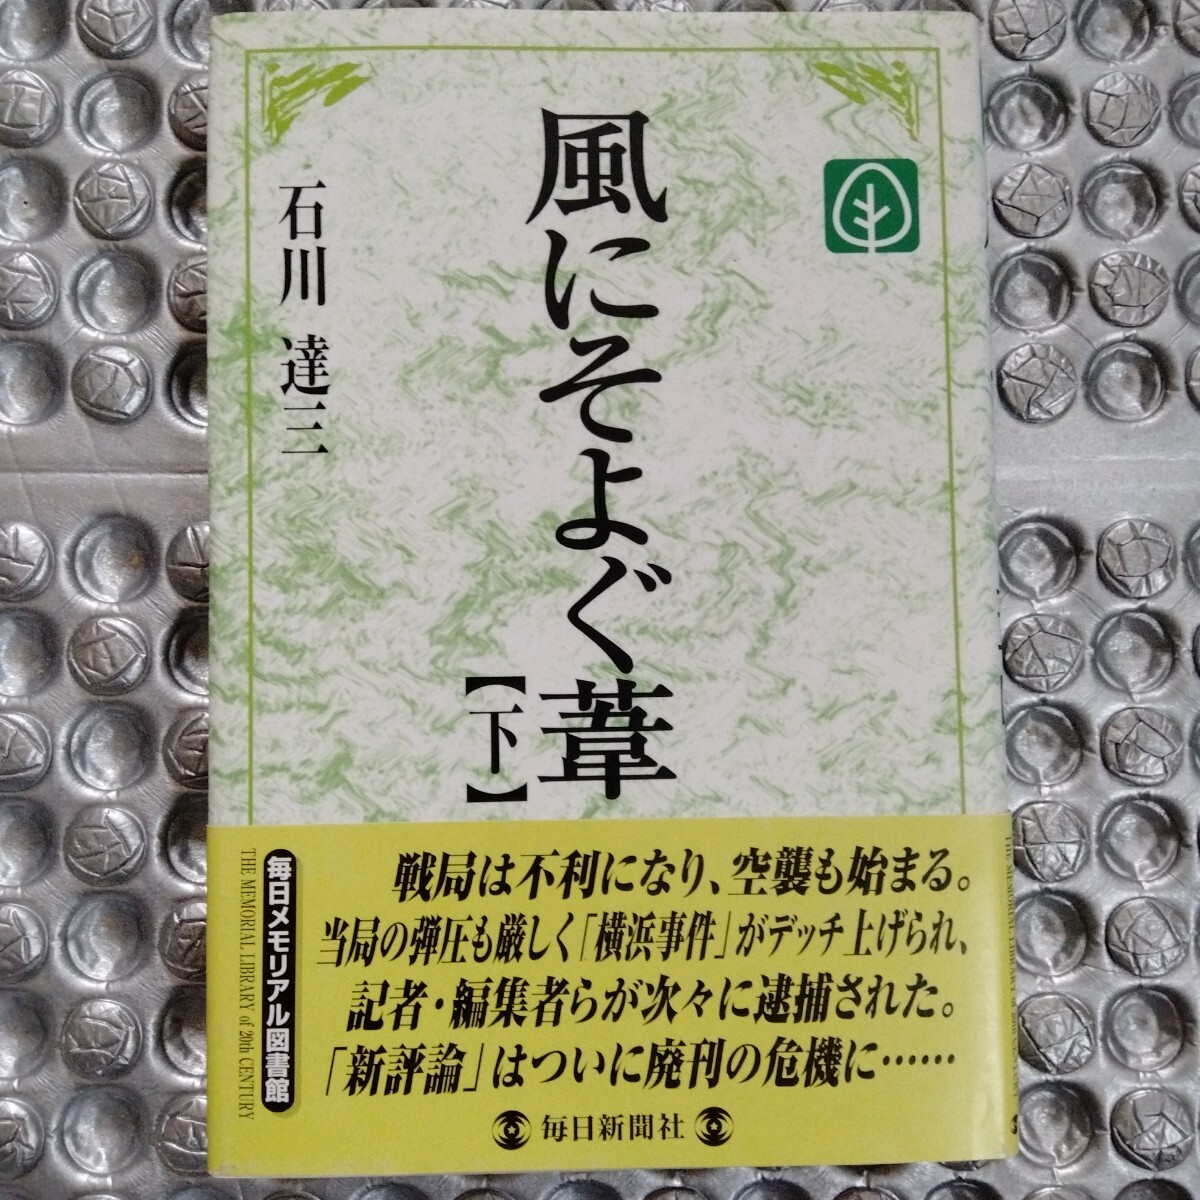 風にそよぐ葦
【下】
石川 達三
戦局は不利になり、空襲も始まる。
当局の弾圧も厳しく「横浜事件」がデッチ上げられ、
記者・編集者らが次々に逮捕された。
「新評論」はついに廃刊の危機に……
毎日メモリアル図書館
THE MEMORIAL LIBRARY of 20th CENTURY
毎日新聞社